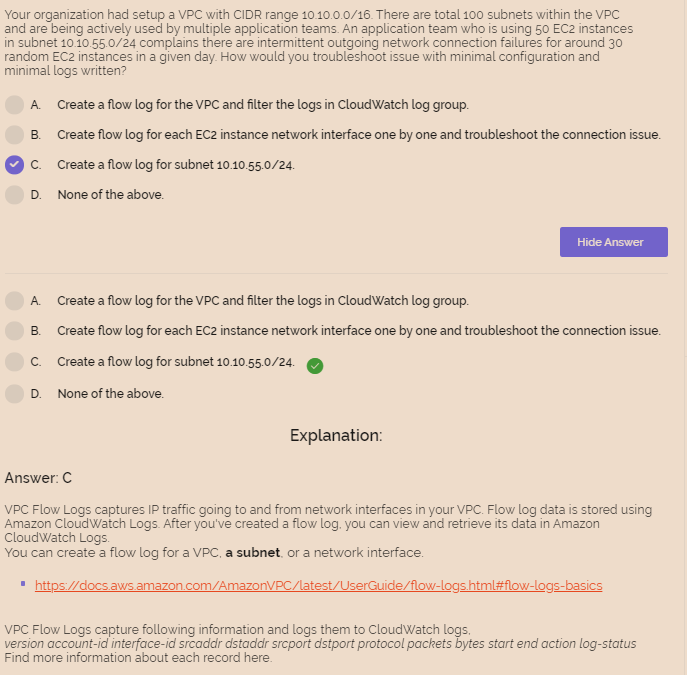 Your organization had setup a VPC with CIDR range 10.10.0.0/16. There are total 100 subnets within the VPC
and are being actively used by multiple application teams. An application team who is using 50 EC2 instances
in subnet 10.10.55.0/24 complains there are intermittent outgoing network connection failures for around 30
random EC2 instances in a given day. How would you troubleshoot issue with minimal configuration and
minimal logs written?
A. Create a flow log for the VPC and filter the logs in CloudWatch log group.
B. Create flow log for each EC2 instance network interface one by one and troubleshoot the connection issue.
C. Create a flow log for subnet 10.10.55.0/24.
D. None of the above.
Hide Answer
A. Create a flow log for the VPC and filter the logs in CloudWatch log group.
B. Create flow log for each EC2 instance network interface one by one and troubleshoot the connection issue.
C. Create a flow log for subnet 10.10.55.0/24.
D. None of the above.
Explanation:
Answer: C
VPC Flow Logs captures IP traffic going to and from network interfaces in your VPC. Flow log data is stored using
Amazon CloudWatch Logs. After you've created a flow log, you can view and retrieve its data in Amazon
CloudWatch Logs.
You can create a flow log for a VPC, a subnet, or a network interface.
https://docs.aws.amazon.com/AmazonVPC/latest/UserGuide/flow-logs.html#flow-logs-basics
VPC Flow Logs capture following information and logs them to CloudWatch logs,
version account-id interface-id srcaddr dstaddr srcport dstport protocol packets bytes start end action log-status
Find more information about each record here.